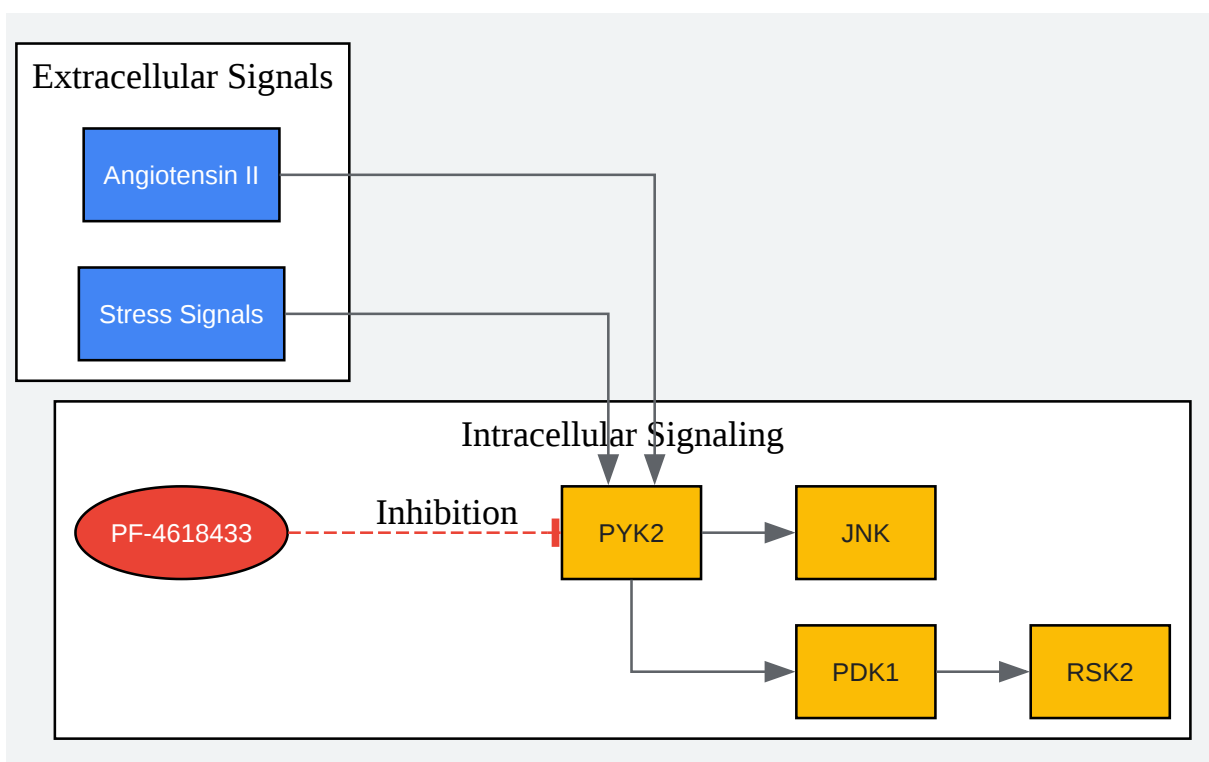 Extracellular Signals
Angiotensin II
Stress Signals
Intracellular Signaling
PF-4618433
Inhibition
PYK2
JNK
PDK1
RSK2